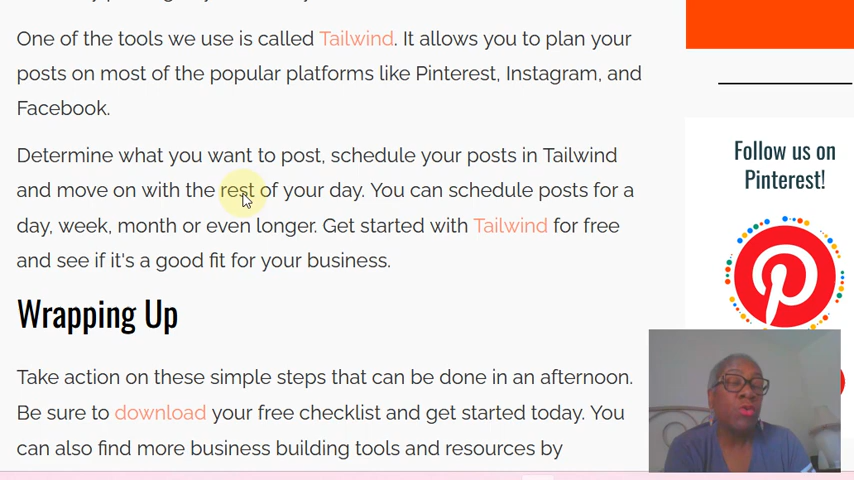 One of the tools we use is called Tailwind. It allows you to plan your
posts on most of the popular platforms like Pinterest, Instagram, and
Facebook.
Determine what you want to post, schedule your posts in Tailwind
and move on with the rest of your day. You can schedule posts for a
day, week, month or even longer. Get started with Tailwind for free
and see if it's a good fit for your business.
Wrapping Up
Take action on these simple steps that can be done in an afternoon.
Be sure to download your free checklist and get started today. You
can also find more business building tools and resources by
Follow us on
Pinterest!